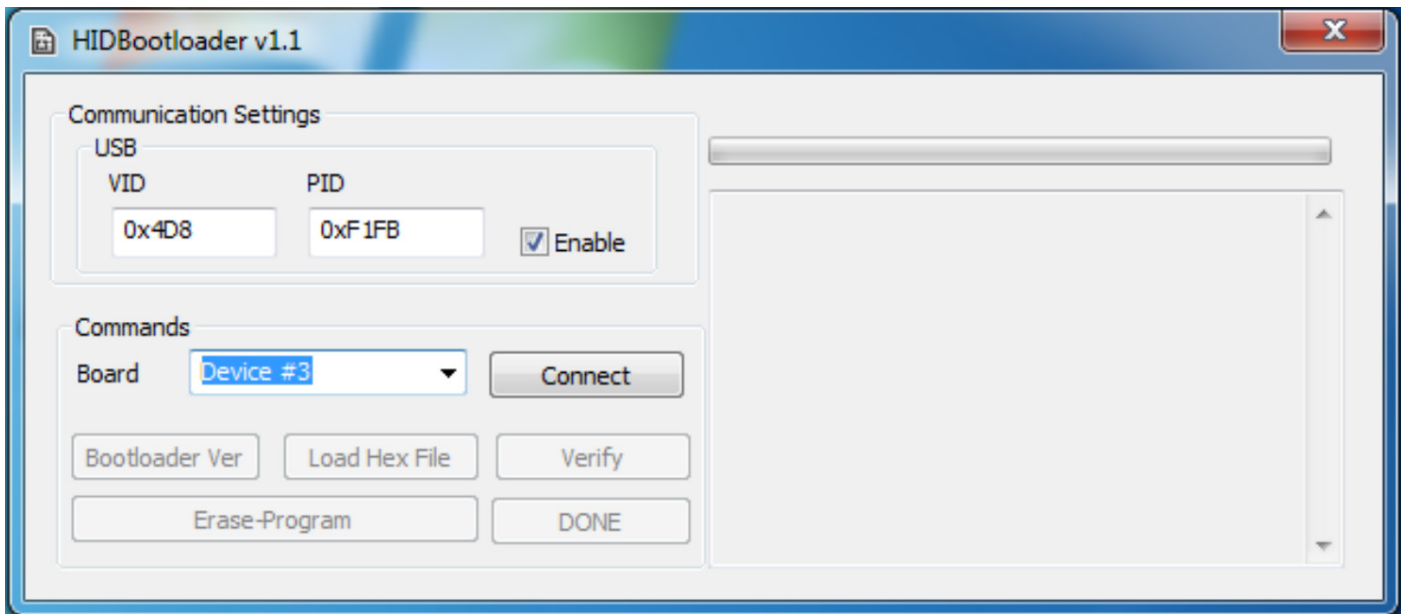 HIDBootloader v1.1
Communication Settings
USB
VID PID
0x4D8 0xF1FB Enable
Commands
Board Device #3 Connect
Bootloader Ver Load Hex File Verify
Erase-Program DONE